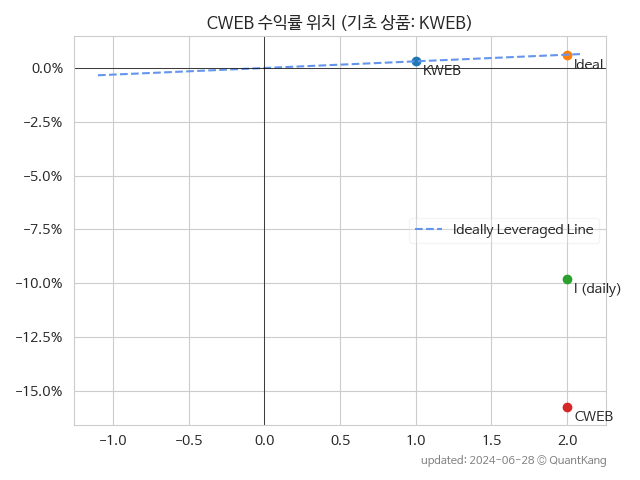 CWEB 수익률 위치 (기초 상품: KWEB)
0.0%
−2.5%
−5.0%
−7.5%
−10.0%
−12.5%
−15.0%
KWEB
Ideal
Ideally Leveraged Line
I (daily)
CWEB
−1.0 −0.5 0.0 0.5 1.0 1.5 2.0
updated: 2024-06-28 © QuantKang